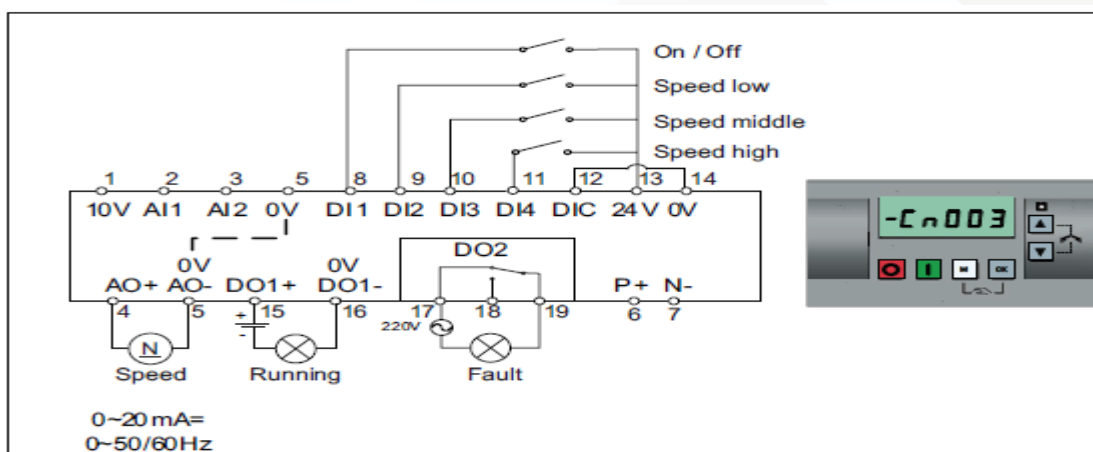 On / Off
Speed low
Speed middle
Speed high
1 2 3 5 8 9 10 11 12 13 14
10V AI1 AI2 0V DI1 DI2 DI3 DI4 DIC 24V 0V
-Cn003
DO2
0V 0V
AO+ AO- DO1+ DO1- P+ N-
4 5 15 16 17 18 19 6 7
+
-
220V
N
M OK
Speed Running Fault
0~20mA=
0~50/60Hz